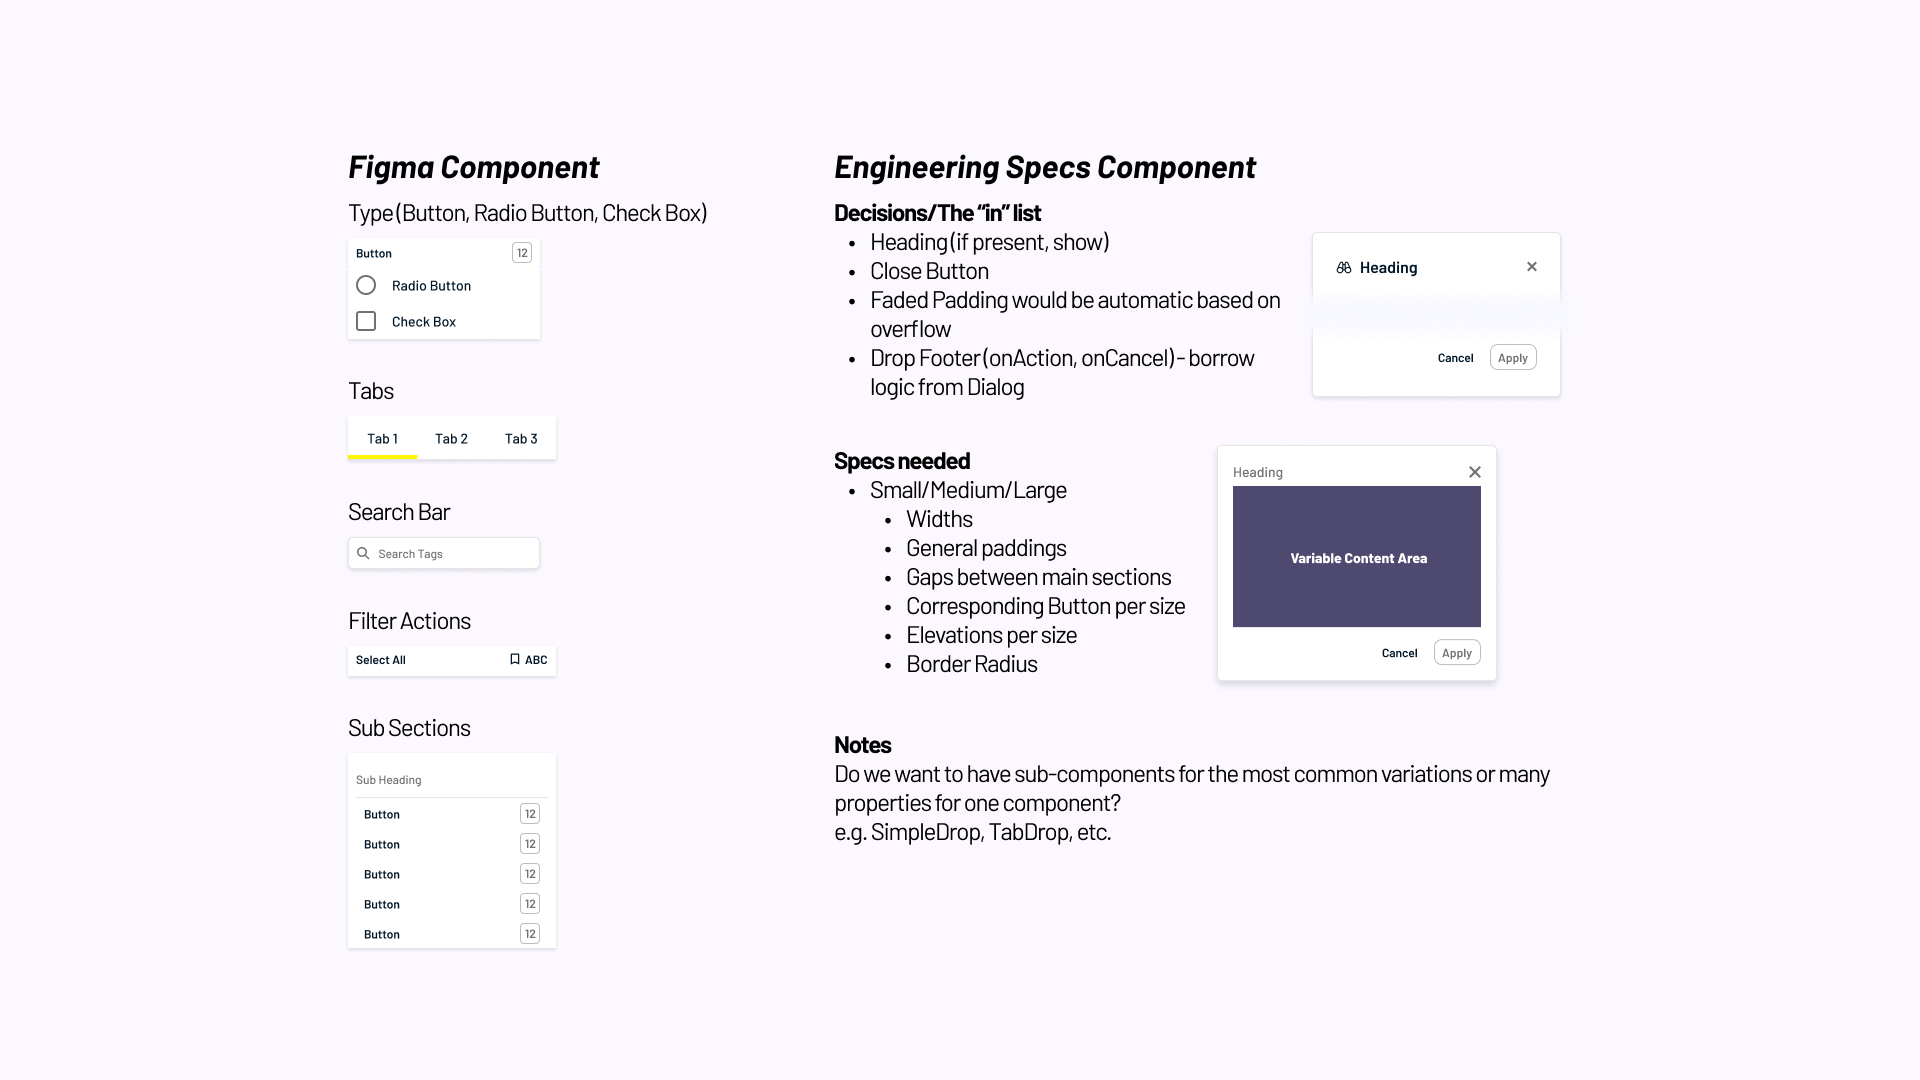 Figma Component
Type (Button, Radio Button, Check Box)
Button 12
Radio Button
Check Box
Tabs
Tab 1 Tab 2 Tab 3
Search Bar
Search Tags
Filter Actions
Select All ABC
Sub Sections
Sub Heading
Button 12
Button 12
Button 12
Button 12
Button 12
Engineering Specs Component
Decisions/The “in” list
• Heading (if present, show)
• Close Button
• Faded Padding would be automatic based on
overflow
• Drop Footer (onAction, onCancel) - borrow
logic from Dialog
Heading
Cancel Apply
Specs needed
• Small/Medium/Large
• Widths
• General paddings
• Gaps between main sections
• Corresponding Button per size
• Elevations per size
• Border Radius
Heading
Variable Content Area
Cancel Apply
Notes
Do we want to have sub-components for the most common variations or many
properties for one component?
e.g. SimpleDrop, TabDrop, etc.